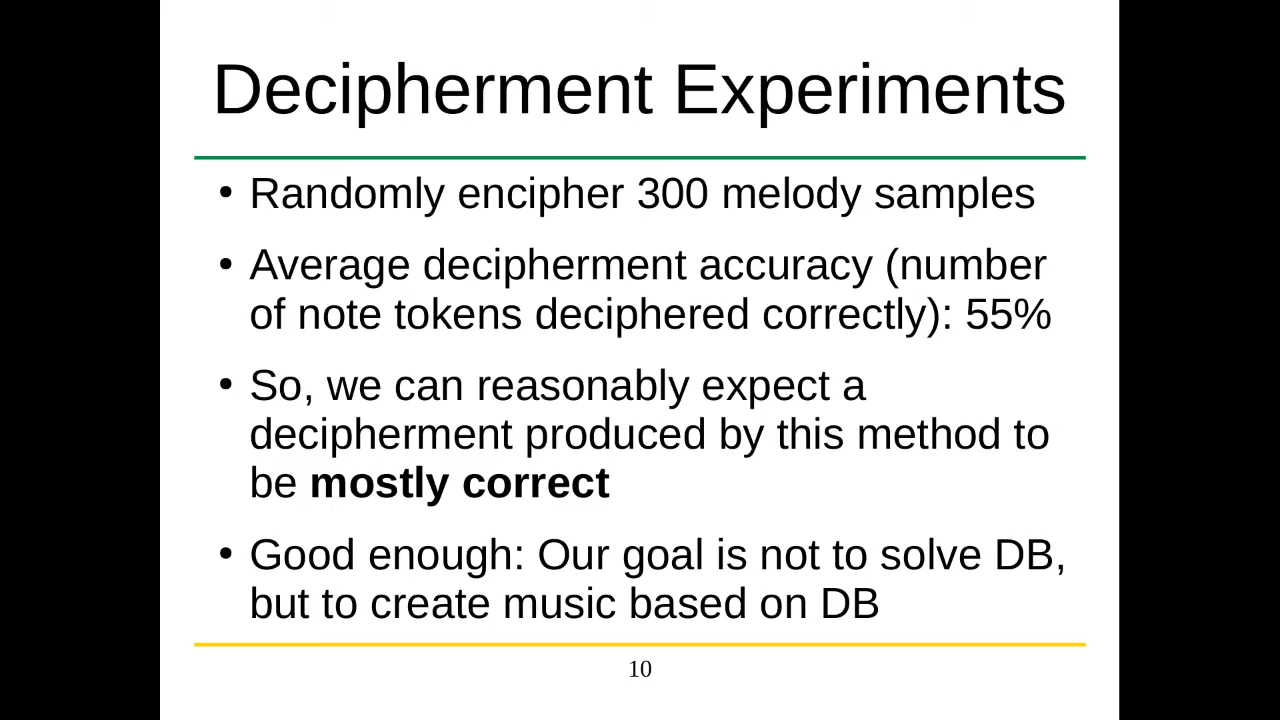 Decipherment Experiments
• Randomly encipher 300 melody samples
• Average decipherment accuracy (number
of note tokens deciphered correctly): 55%
• So, we can reasonably expect a
decipherment produced by this method to
be mostly correct
• Good enough: Our goal is not to solve DB,
but to create music based on DB
10